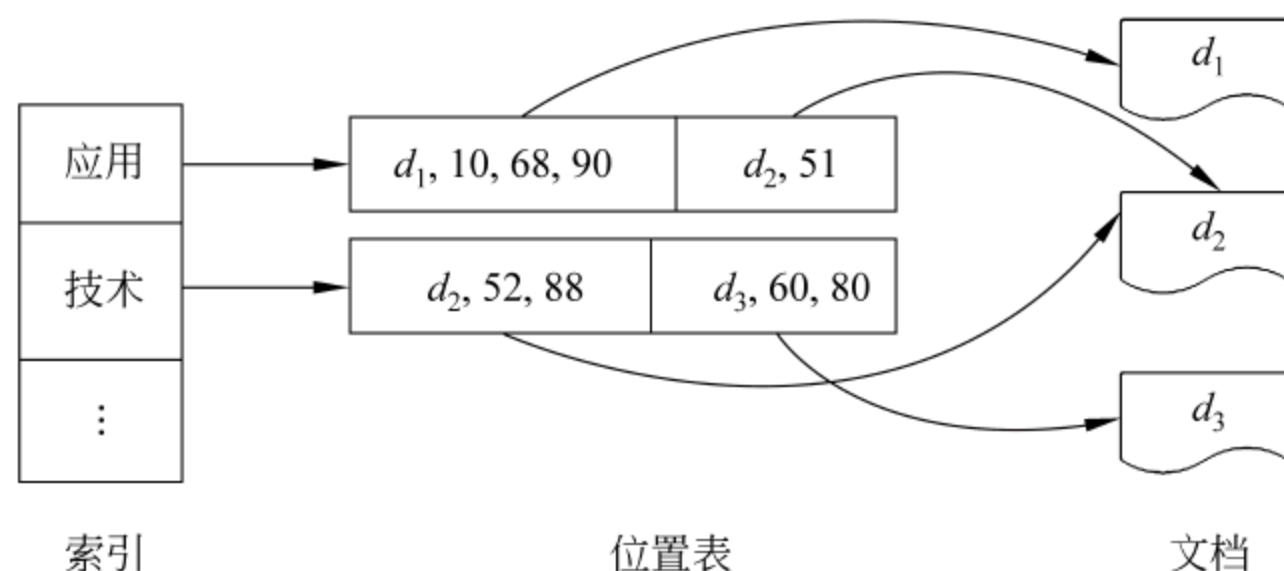 d₁
应用
d₁, 10, 68, 90
d₂, 51
d₂
技术
d₂, 52, 88
d₃, 60, 80
d₃
⋮
索引
位置表
文档